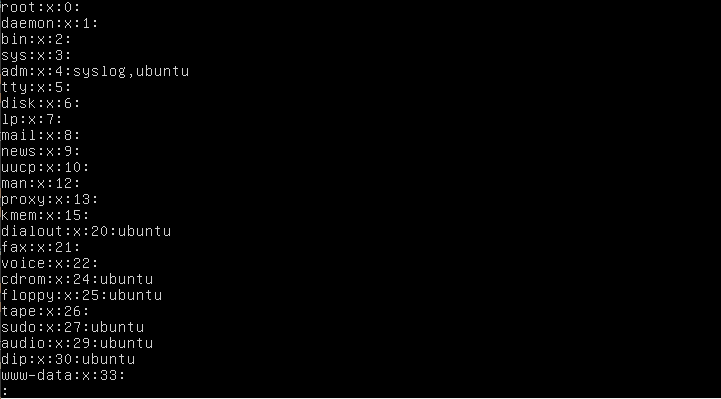 root:x:0:
daemon:x:1:
bin:x:2:
sys:x:3:
adm:x:4:syslog,ubuntu
tty:x:5:
disk:x:6:
lp:x:7:
mail:x:8:
news:x:9:
uucp:x:10:
man:x:12:
proxy:x:13:
kmem:x:15:
dialout:x:20:ubuntu
fax:x:21:
voice:x:22:
cdrom:x:24:ubuntu
floppy:x:25:ubuntu
tape:x:26:
sudo:x:27:ubuntu
audio:x:29:ubuntu
dip:x:30:ubuntu
www-data:x:33:
: